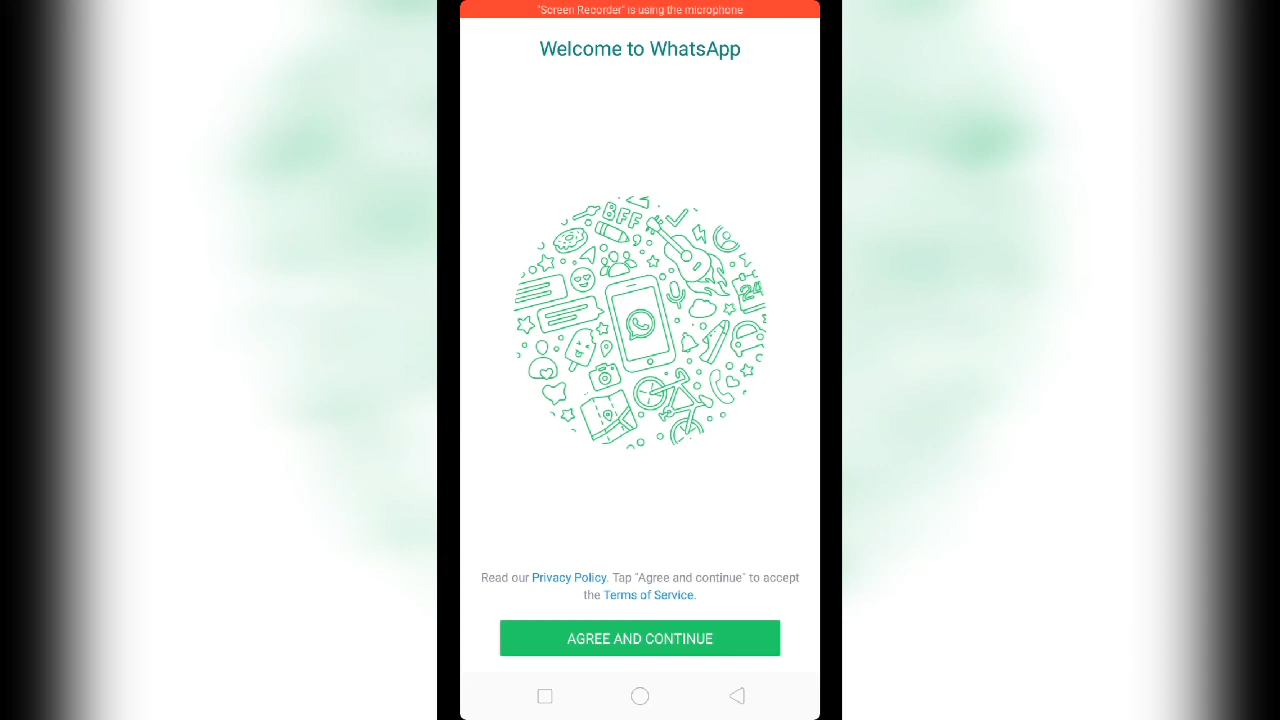 "Screen Recorder" is using the microphone
Welcome to WhatsApp
BFF
24
Read our Privacy Policy. Tap "Agree and continue" to accept
the Terms of Service.
AGREE AND CONTINUE